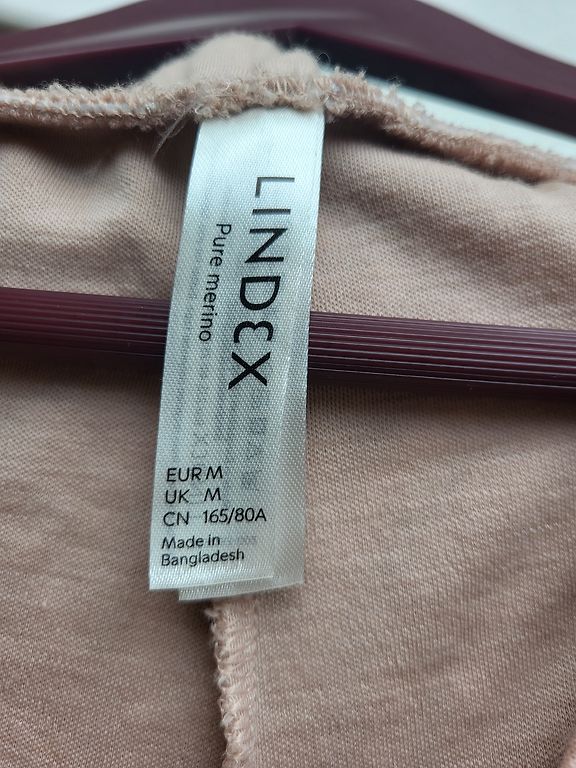 LINDEX
Pure merino
EUR M
UK M
CN 165/80A
Made in
Bangladesh